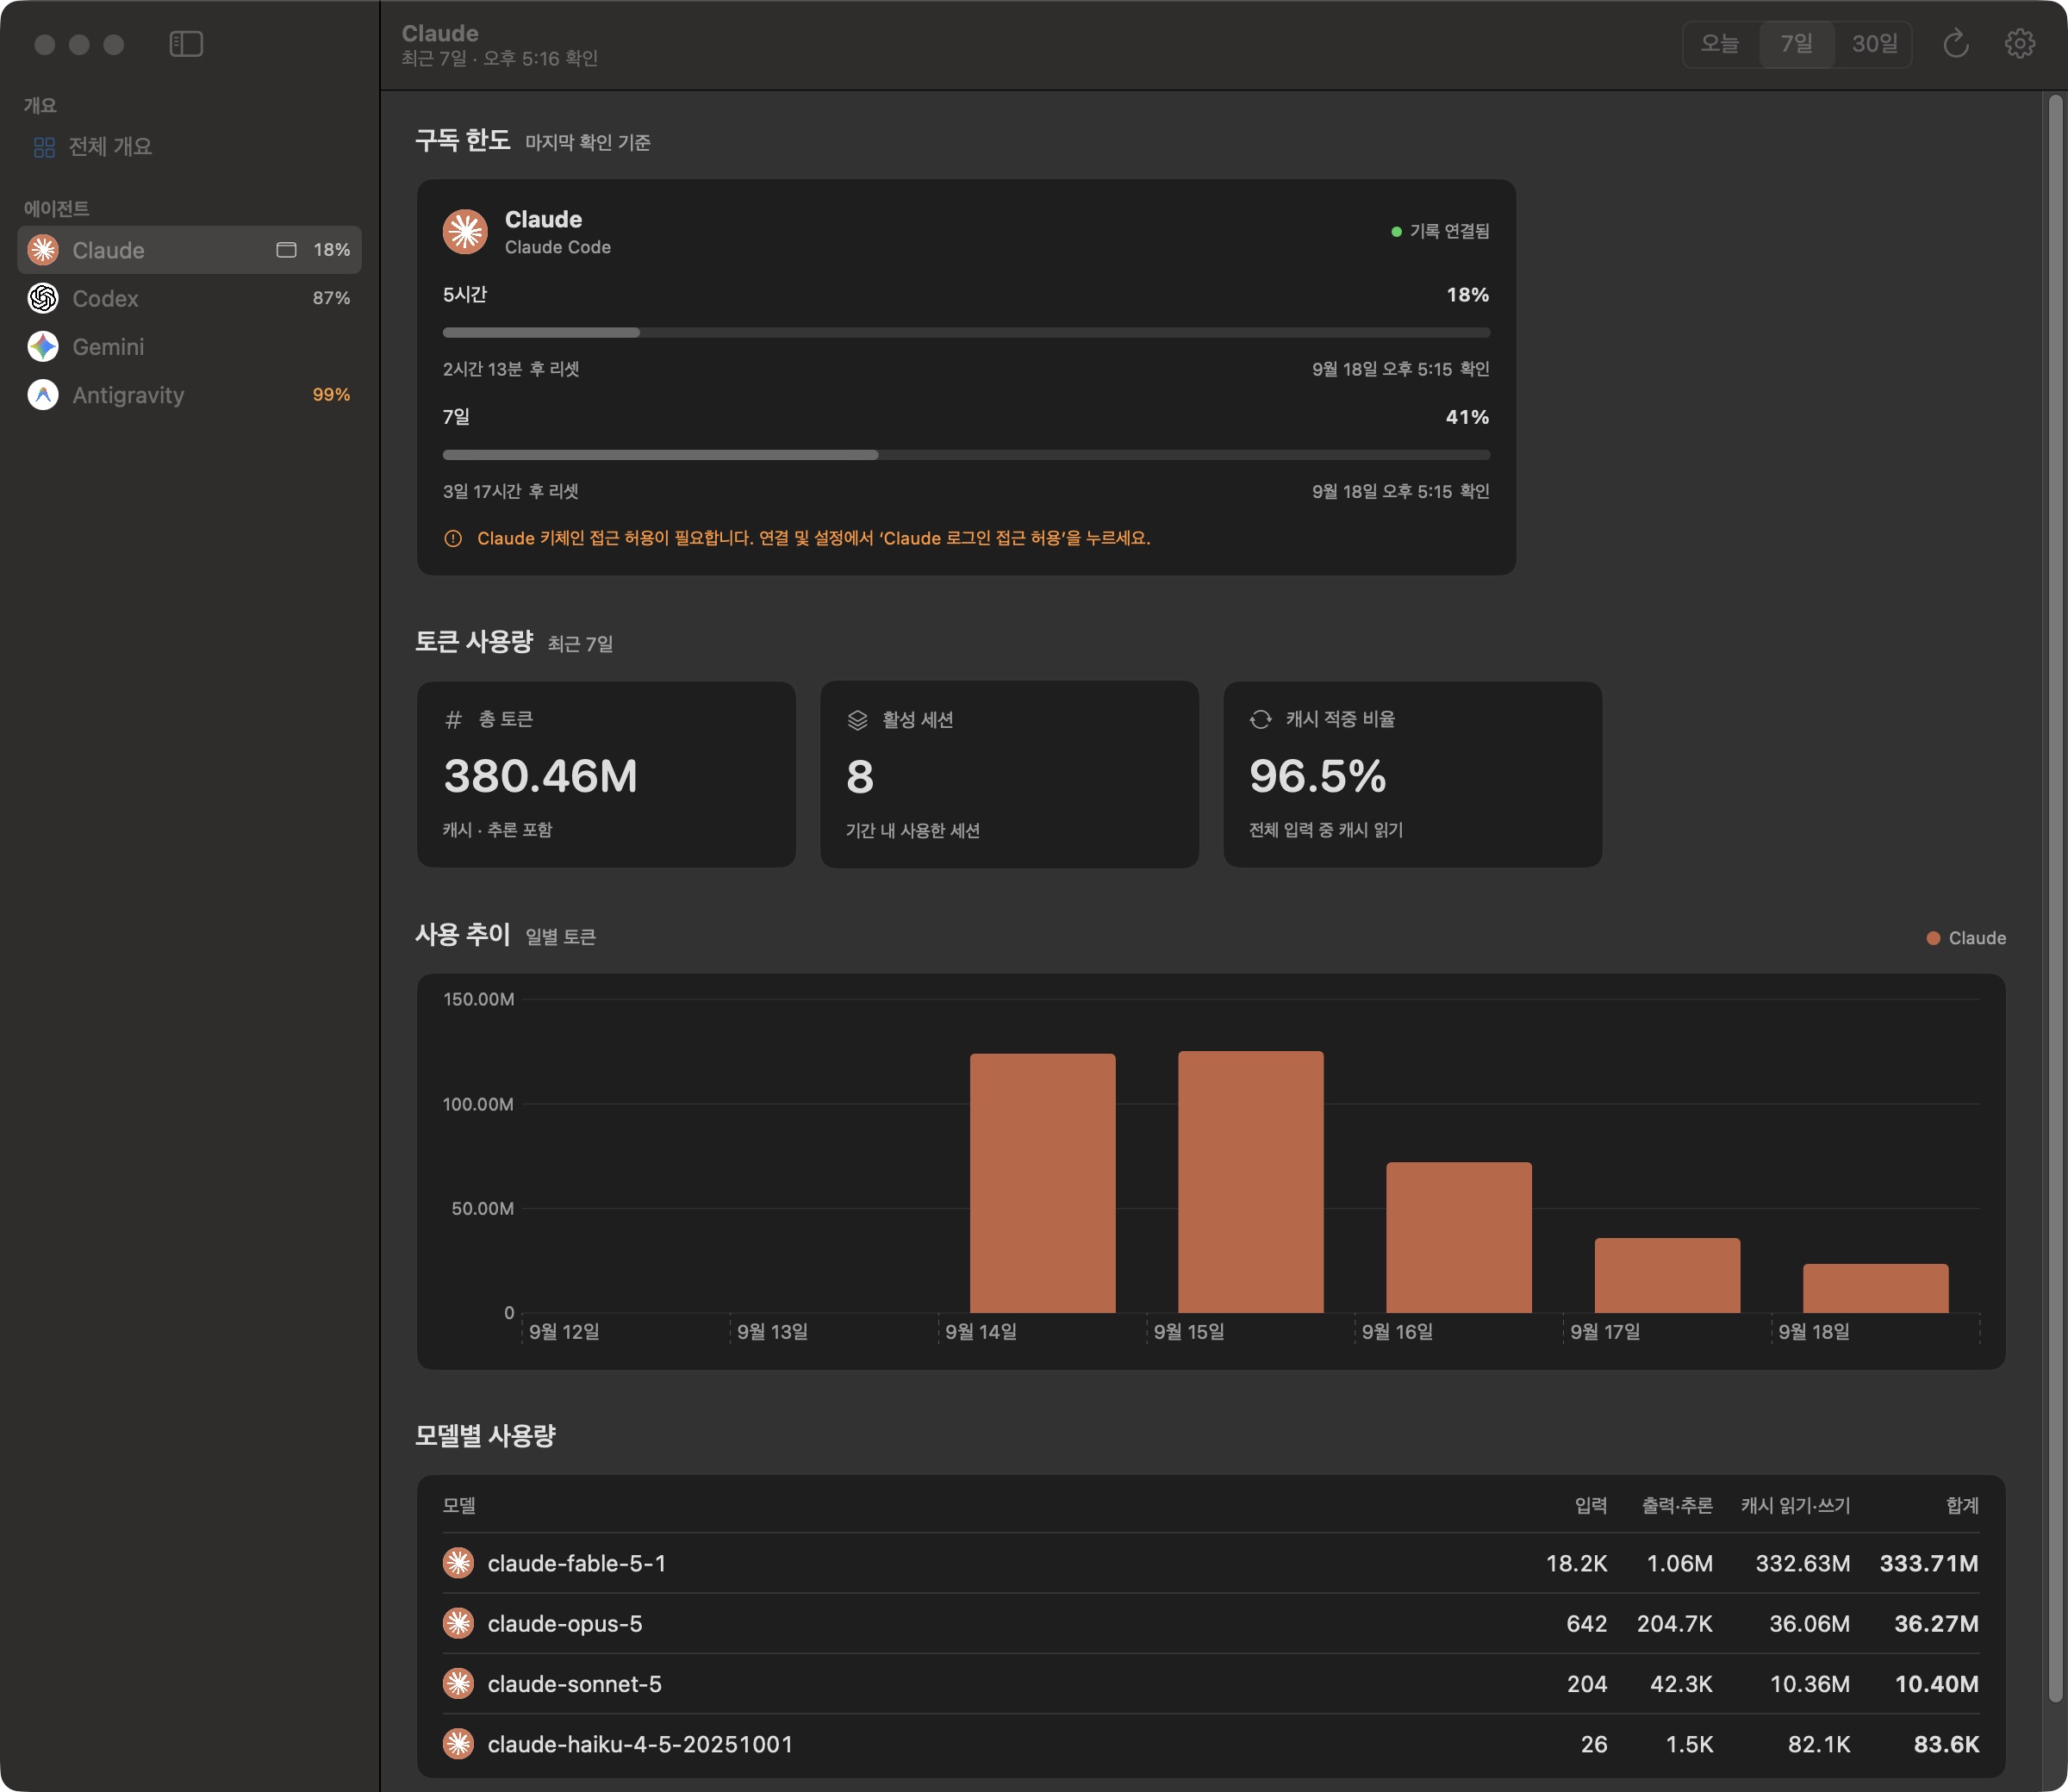 Claude
최근 7일 · 오후 5:16 확인
오늘 7일 30일
개요
전체 개요
에이전트
Claude 18%
Codex 87%
Gemini
Antigravity 99%
구독 한도 마지막 확인 기준
Claude
Claude Code
기록 연결됨
5시간 18%
2시간 13분 후 리셋 9월 18일 오후 5:15 확인
7일 41%
3일 17시간 후 리셋 9월 18일 오후 5:15 확인
Claude 키체인 접근 허용이 필요합니다. 연결 및 설정에서 ‘Claude 로그인 접근 허용’을 누르세요.
토큰 사용량 최근 7일
# 총 토큰
380.46M
캐시 · 추론 포함
활성 세션
8
기간 내 사용한 세션
캐시 적중 비율
96.5%
전체 입력 중 캐시 읽기
사용 추이 일별 토큰
Claude
150.00M
100.00M
50.00M
0
9월 12일 9월 13일 9월 14일 9월 15일 9월 16일 9월 17일 9월 18일
모델별 사용량
모델 입력 출력·추론 캐시 읽기·쓰기 합계
claude-fable-5-1 18.2K 1.06M 332.63M 333.71M
claude-opus-5 642 204.7K 36.06M 36.27M
claude-sonnet-5 204 42.3K 10.36M 10.40M
claude-haiku-4-5-20251001 26 1.5K 82.1K 83.6K